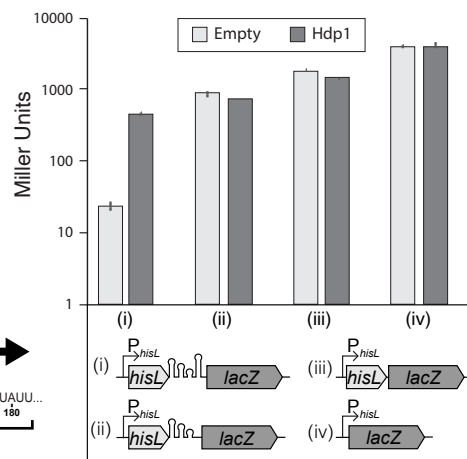 Empty Hdp1
Miller Units
10000
1000
100
10
1
(i) (ii) (iii) (iv)
(i) P hisL hisL lacZ
(iii) P hisL hisL lacZ
UAUU...
180
(ii) P hisL hisL lacZ
(iv) P hisL lacZ